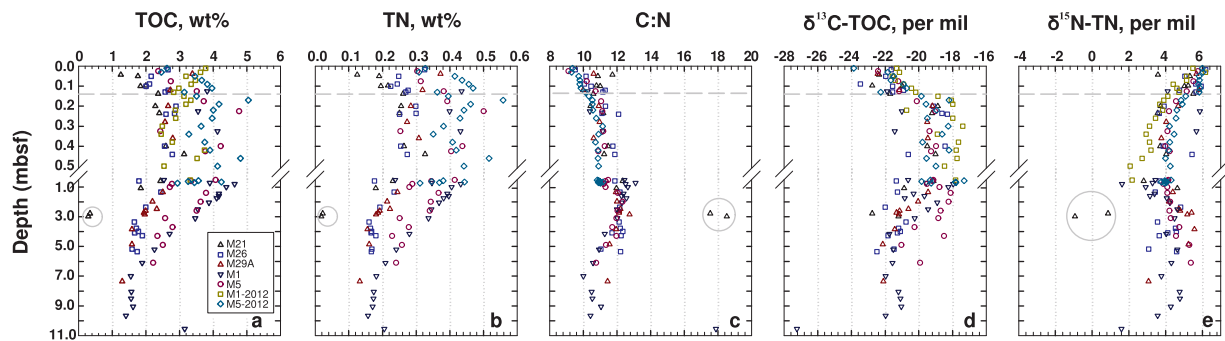 TOC, wt% TN, wt% C:N δ¹³C-TOC, per mil δ¹⁵N-TN, per mil
0 1 2 3 4 5 6 0.0 0.1 0.2 0.3 0.4 0.5 0.6 8 10 12 14 16 18 20 -28 -26 -24 -22 -20 -18 -16 -4 -2 0 2 4 6
Depth (mbsf)
0.0
0.1
0.2
0.3
0.4
0.5
1.0
3.0
5.0
7.0
9.0
11.0
M21
M26
M29A
M1
M5
M1-2012
M5-2012
a b c d e